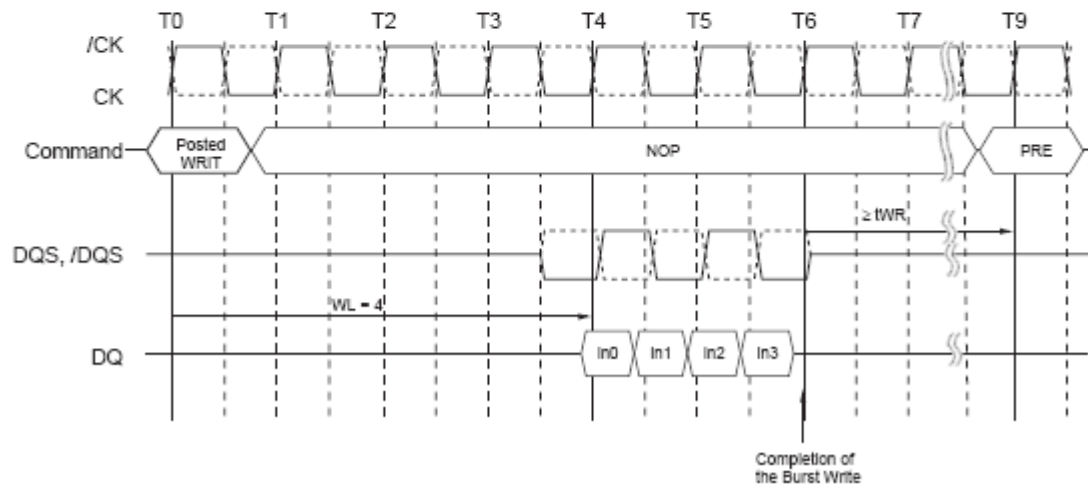 T0 T1 T2 T3 T4 T5 T6 T7 T9
/CK
CK
Command
Posted
WRIT
NOP
PRE
≥ tWR
DQS, /DQS
WL = 4
DQ
In0 In1 In2 In3
Completion of
the Burst Write